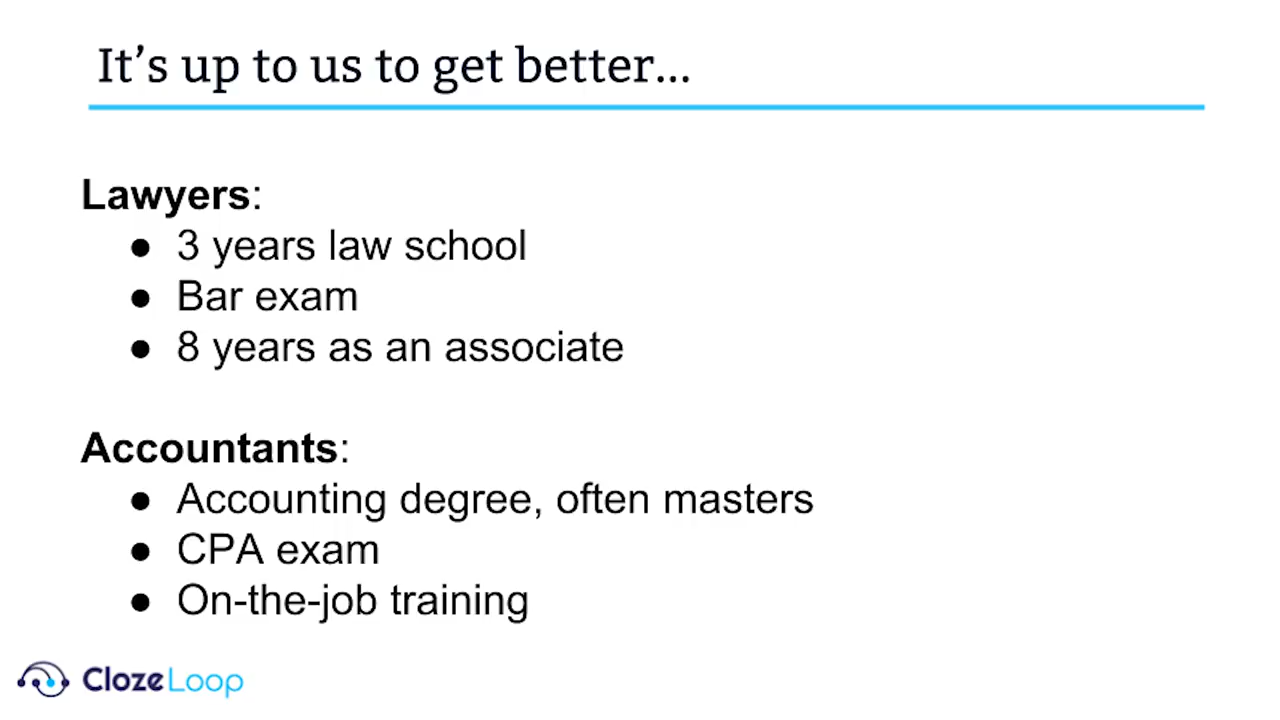 It’s up to us to get better...
Lawyers:
● 3 years law school
● Bar exam
● 8 years as an associate
Accountants:
● Accounting degree, often masters
● CPA exam
● On-the-job training
ClozeLoop